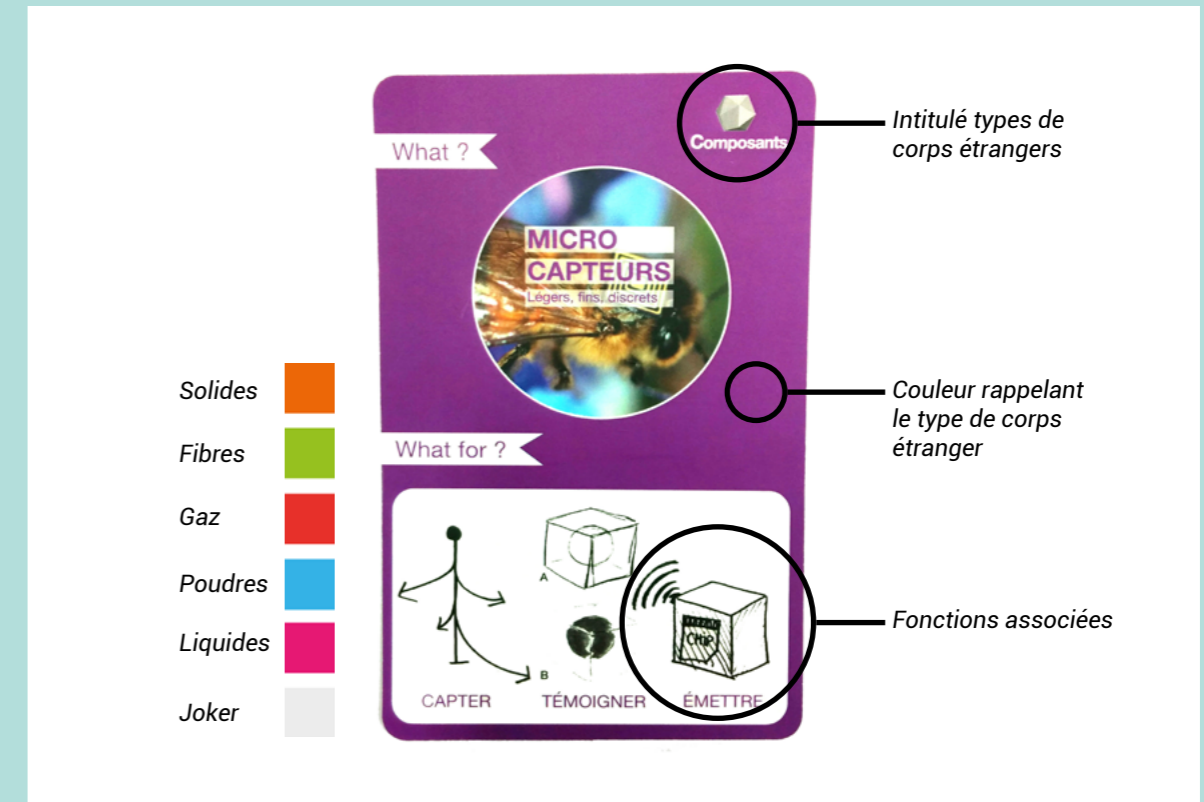 Composants
What ?
MICRO
CAPTEURS
Légers, fins, discrets
What for ?
A
B
CHIP
CAPTER
TÉMOIGNER
ÉMETTRE
Intitulé types de
corps étrangers
Couleur rappelant
le type de corps
étranger
Fonctions associées
Solides
Fibres
Gaz
Poudres
Liquides
Joker